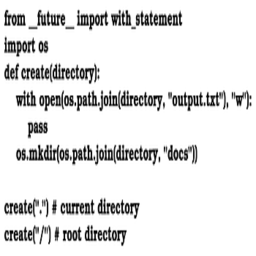 from __future__ import with_statement
import os
def create(directory):
    with open(os.path.join(directory, "output.txt"), "w"):
        pass
    os.mkdir(os.path.join(directory, "docs"))

create(".") # current directory
create("/") # root directory